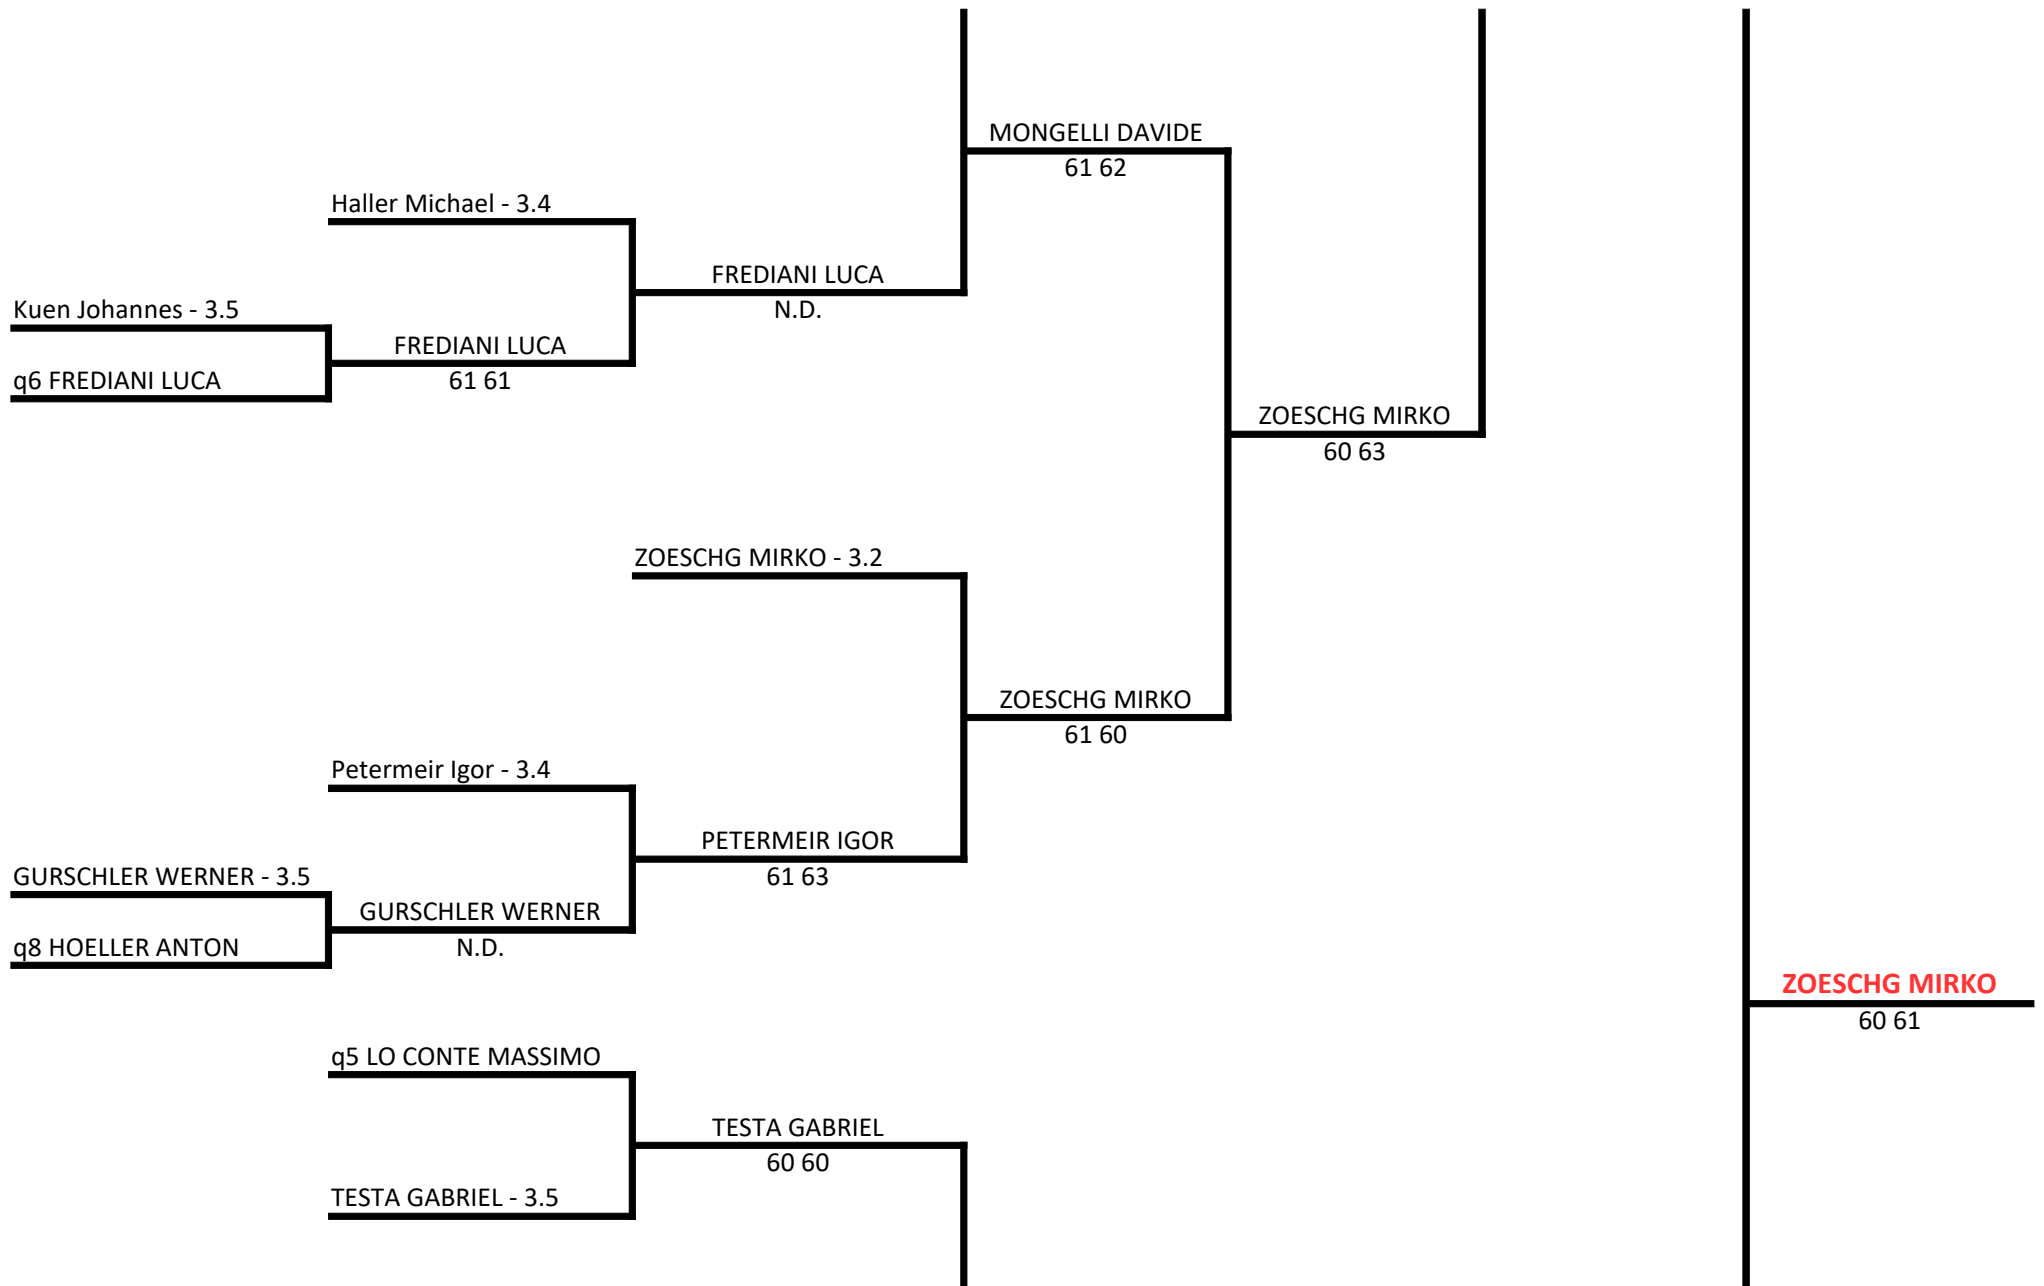 MONGELLI DAVIDE
61 62
Haller Michael - 3.4
FREDIANI LUCA
N.D.
Kuen Johannes - 3.5
FREDIANI LUCA
61 61
q6 FREDIANI LUCA
ZOESCHG MIRKO
60 63
ZOESCHG MIRKO - 3.2
ZOESCHG MIRKO
61 60
Petermeir Igor - 3.4
PETERMEIR IGOR
61 63
GURSCHLER WERNER - 3.5
GURSCHLER WERNER
N.D.
q8 HOELLER ANTON
ZOESCHG MIRKO
60 61
q5 LO CONTE MASSIMO
TESTA GABRIEL
60 60
TESTA GABRIEL - 3.5